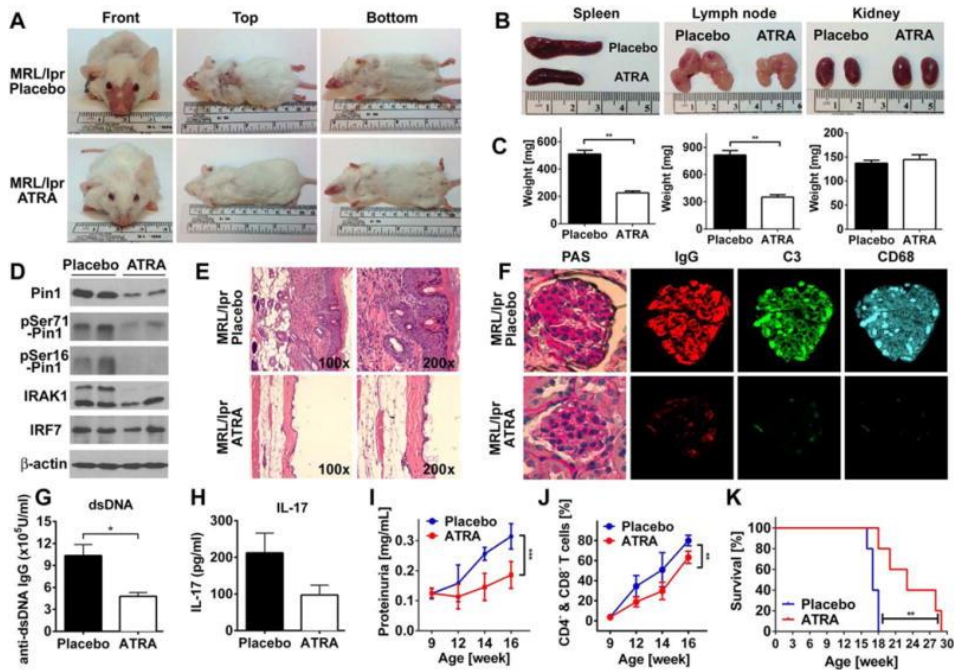 A
Front
Top
Bottom
MRL/lpr
Placebo
MRL/lpr
ATRA
B
Spleen
Lymph node
Kidney
Placebo
ATRA
Placebo
ATRA
Placebo
ATRA
C
Weight [mg]
600
400
200
0
**
Placebo
ATRA
Weight [mg]
900
600
300
0
**
Placebo
ATRA
Weight [mg]
200
150
100
50
0
Placebo
ATRA
D
Placebo ATRA
Pin1
pSer71
-Pin1
pSer16
-Pin1
IRAK1
IRF7
β-actin
E
MRL/lpr
Placebo
100x
200x
MRL/lpr
ATRA
100x
200x
F
PAS
IgG
C3
CD68
MRL/lpr
Placebo
MRL/lpr
ATRA
G
dsDNA
anti-dsDNA IgG (x10⁵U/ml)
15
10
5
0
*
Placebo
ATRA
H
IL-17
IL-17 (pg/ml)
300
200
100
0
Placebo
ATRA
I
Placebo
ATRA
Proteinuria [mg/mL]
0.3
0.2
0.1
0.0
***
9 12 14 16
Age [week]
J
Placebo
ATRA
CD4⁻ & CD8⁻ T cells [%]
80
60
40
20
0
**
9 12 14 16
Age [week]
K
Survival [%]
100
80
60
40
20
0
Placebo
ATRA
**
0 3 6 9 12 15 18 21 24 27 30
Age [week]